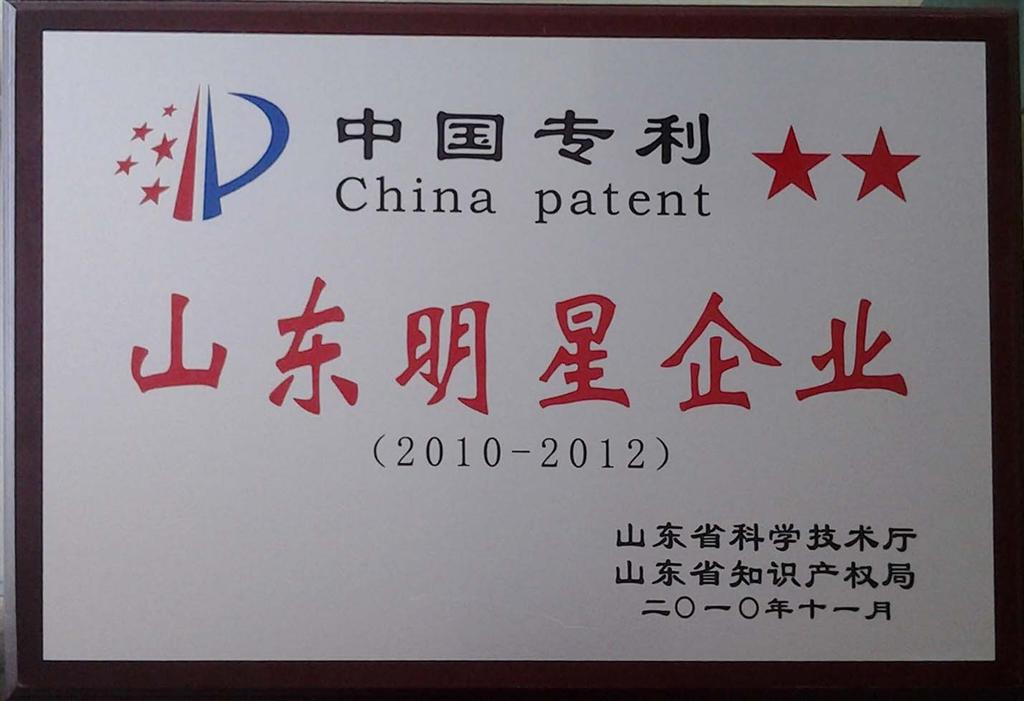 中国专利
China patent
山东明星企业
(2010-2012)
山东省科学技术厅
山东省知识产权局
二〇一〇年十一月